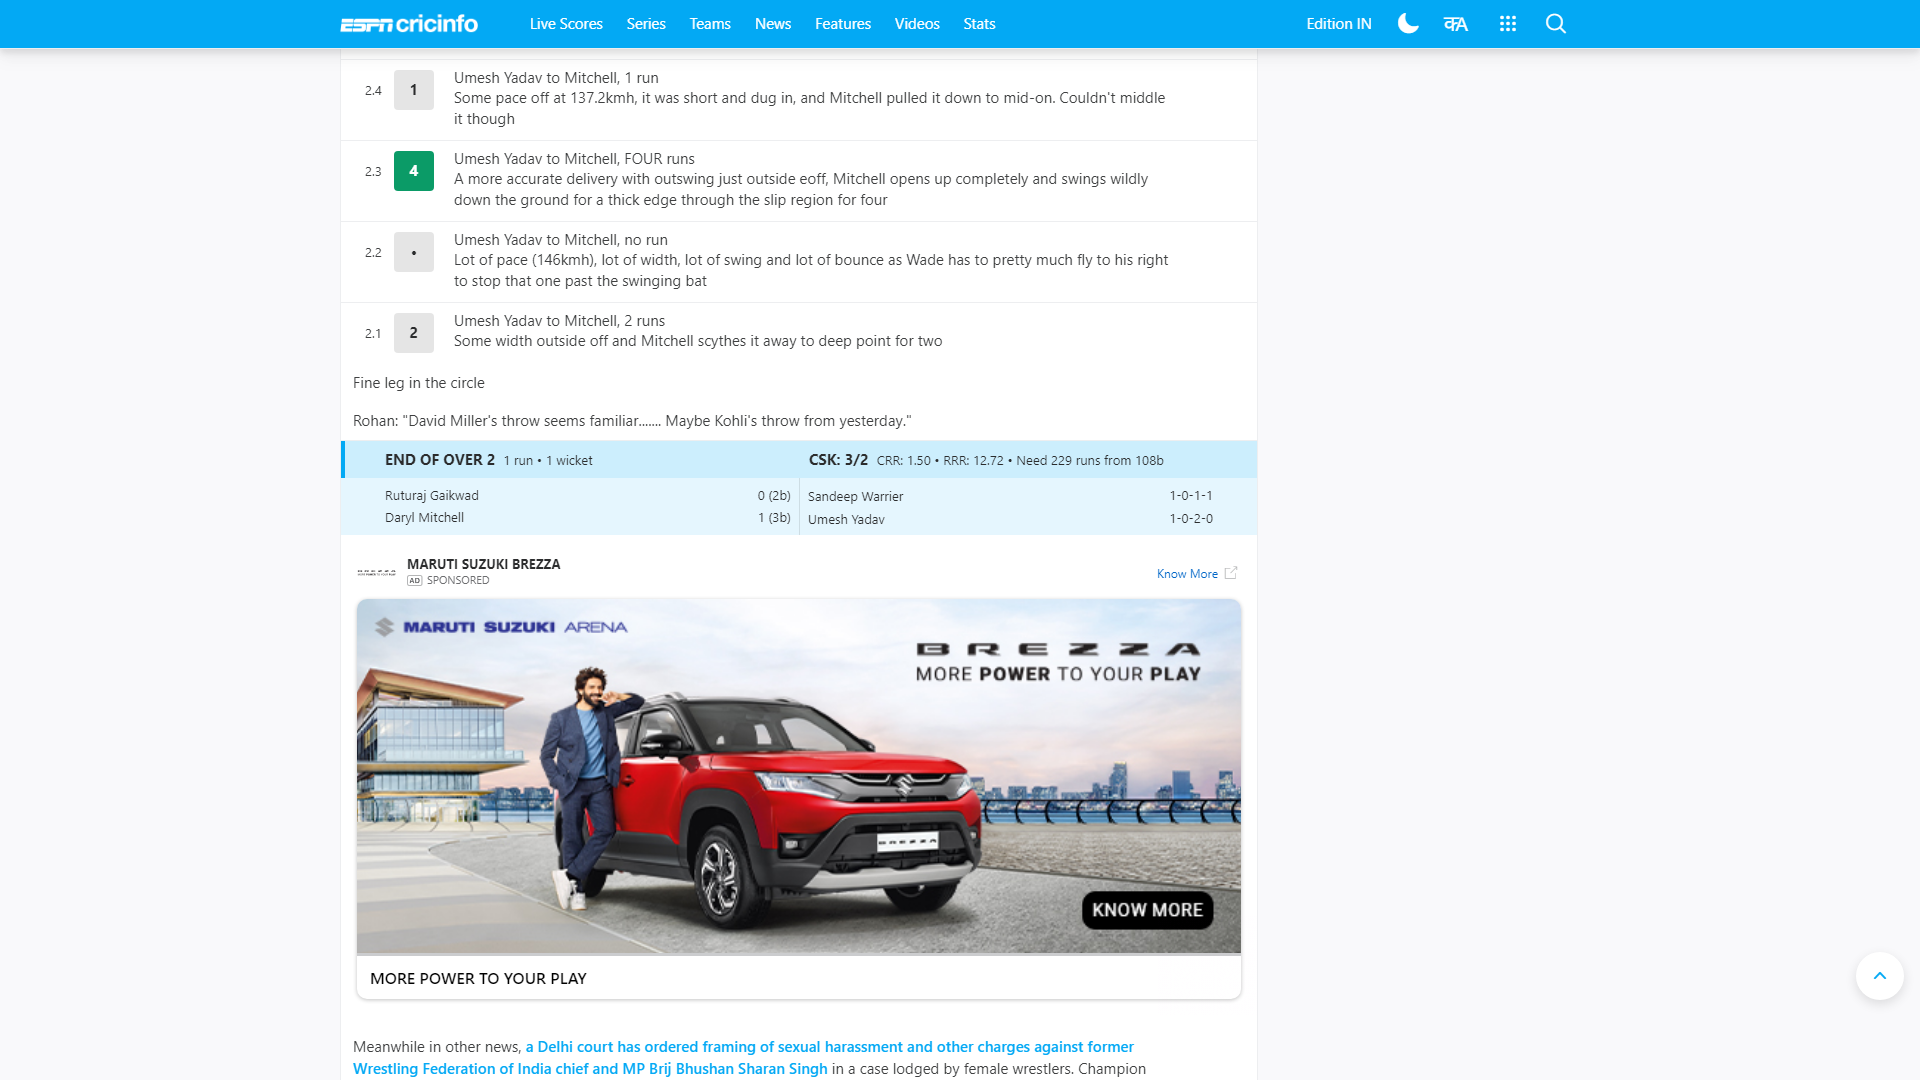 ESPN cricinfo Live Scores Series Teams News Features Videos Stats Edition IN क A
2.4 1 Umesh Yadav to Mitchell, 1 run
Some pace off at 137.2kmh, it was short and dug in, and Mitchell pulled it down to mid-on. Couldn't middle
it though
2.3 4 Umesh Yadav to Mitchell, FOUR runs
A more accurate delivery with outswing just outside eoff, Mitchell opens up completely and swings wildly
down the ground for a thick edge through the slip region for four
2.2 • Umesh Yadav to Mitchell, no run
Lot of pace (146kmh), lot of width, lot of swing and lot of bounce as Wade has to pretty much fly to his right
to stop that one past the swinging bat
2.1 2 Umesh Yadav to Mitchell, 2 runs
Some width outside off and Mitchell scythes it away to deep point for two
Fine leg in the circle
Rohan: "David Miller's throw seems familiar....... Maybe Kohli's throw from yesterday."
END OF OVER 2 1 run • 1 wicket CSK: 3/2 CRR: 1.50 • RRR: 12.72 • Need 229 runs from 108b
Ruturaj Gaikwad 0 (2b) Sandeep Warrier 1-0-1-1
Daryl Mitchell 1 (3b) Umesh Yadav 1-0-2-0
MARUTI SUZUKI BREZZA
AD SPONSORED
Know More
MARUTI SUZUKI ARENA
BREZZA
MORE POWER TO YOUR PLAY
BREZZA
KNOW MORE
MORE POWER TO YOUR PLAY
Meanwhile in other news, a Delhi court has ordered framing of sexual harassment and other charges against former
Wrestling Federation of India chief and MP Brij Bhushan Sharan Singh in a case lodged by female wrestlers. Champion